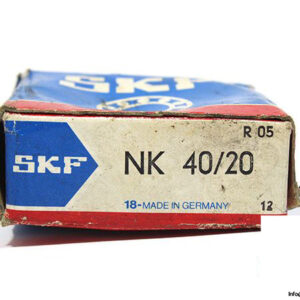 SKF
R 05
SKF NK 40/20
18-MADE IN GERMANY 12